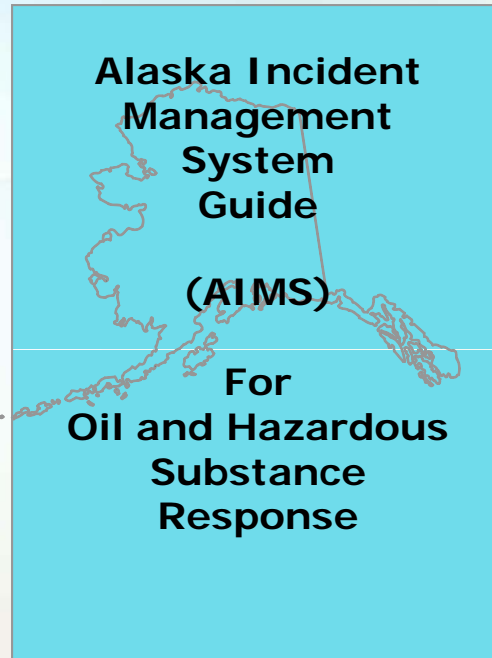 Alaska Incident
Management
System
Guide
(AIMS)
For
Oil and Hazardous
Substance
Response